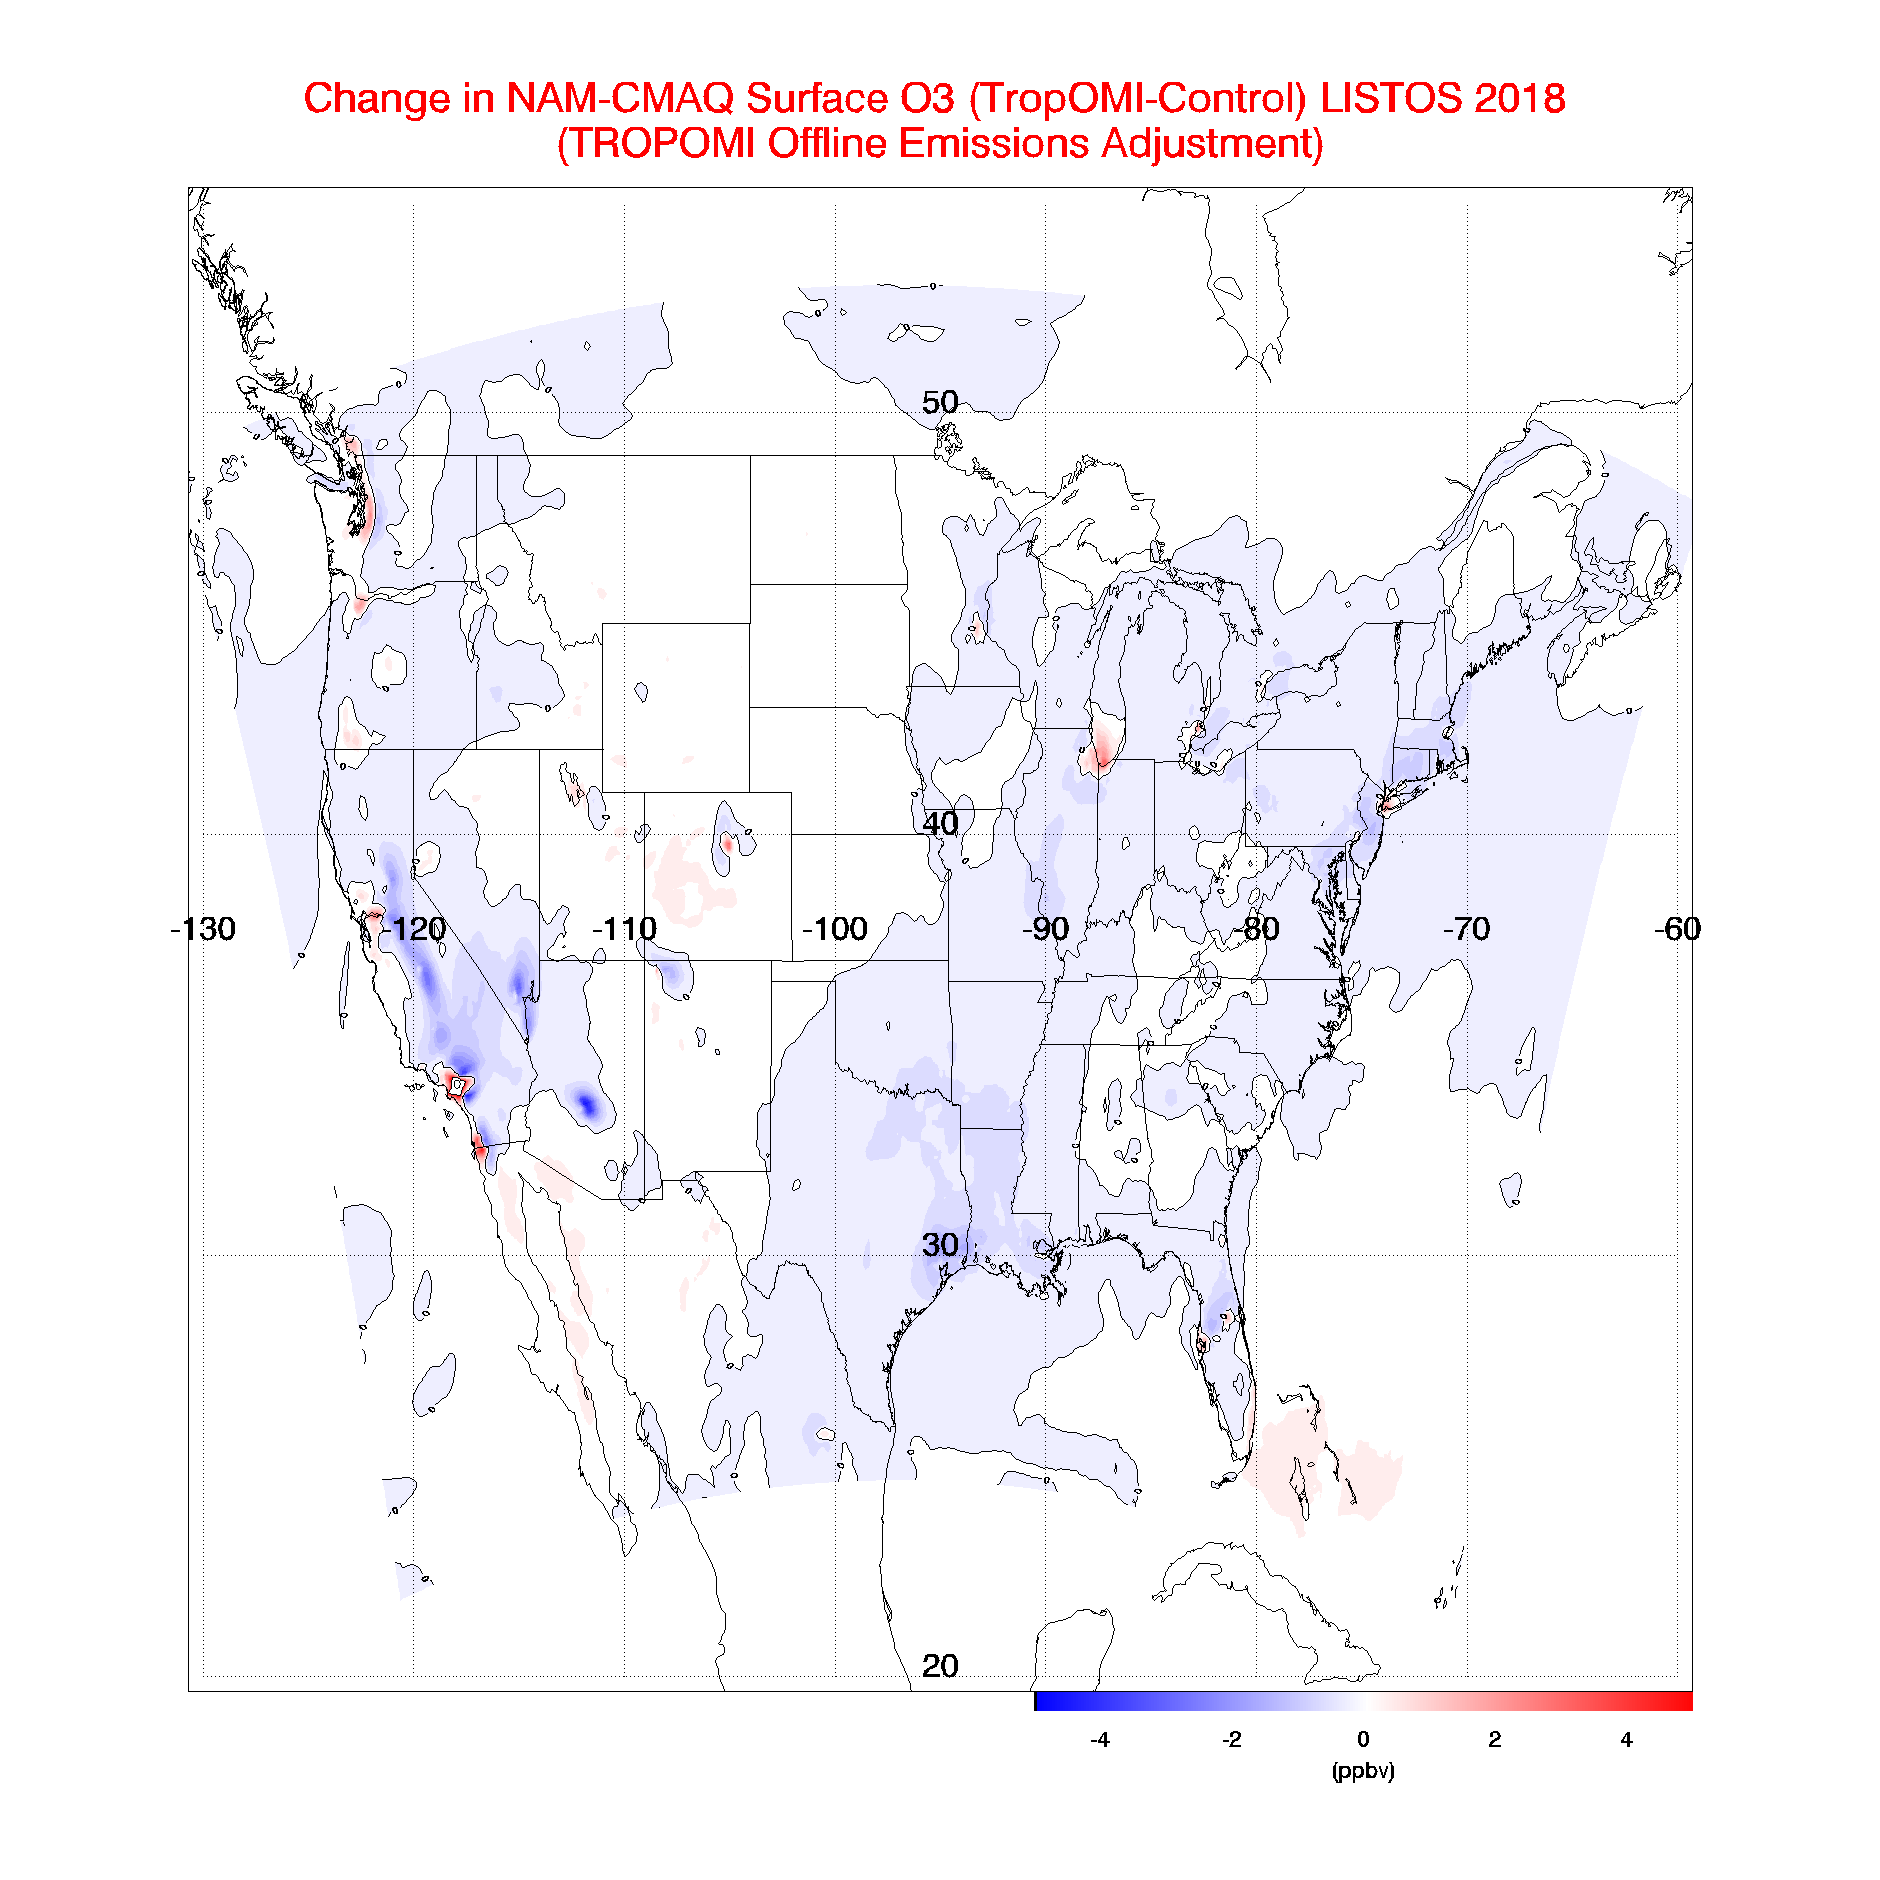 Change in NAM-CMAQ Surface O3 (TropOMI-Control) LISTOS 2018
(TROPOMI Offline Emissions Adjustment)
50
40
-130 -120 -110 -100 -90 -80 -70 -60
30
20
-4 -2 0 2 4
(ppbv)